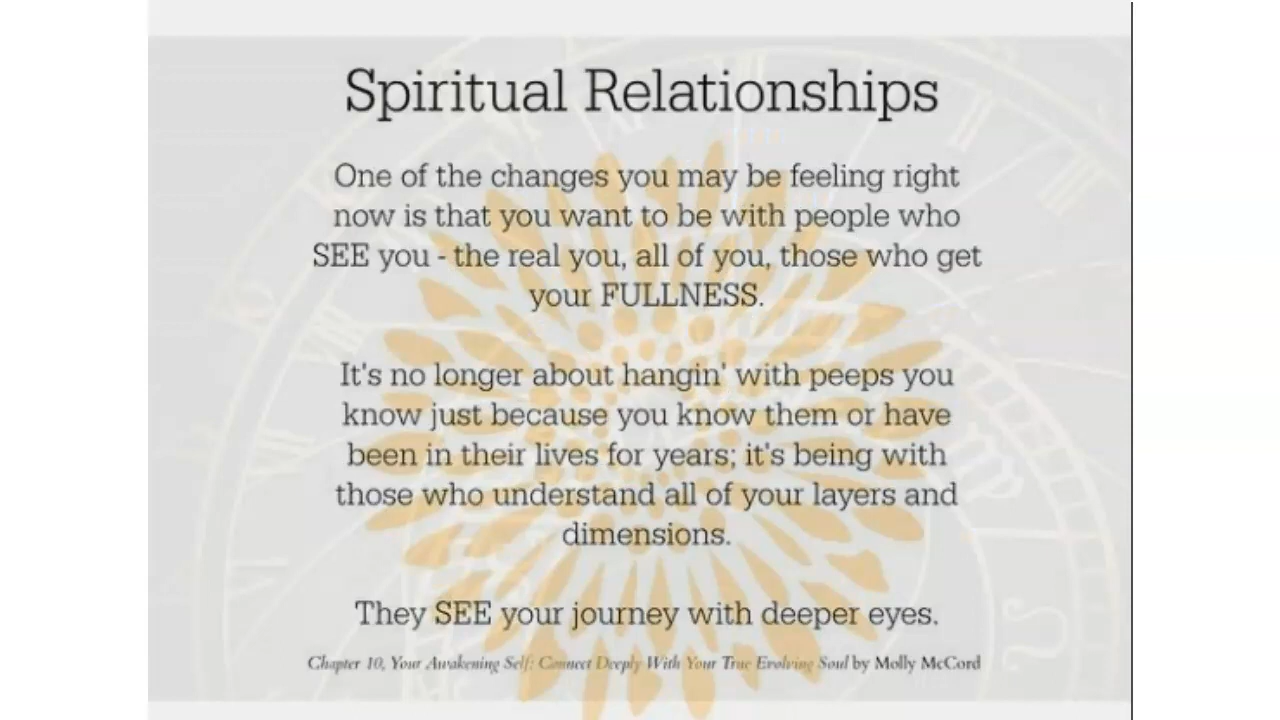 Spiritual Relationships
One of the changes you may be feeling right
now is that you want to be with people who
SEE you - the real you, all of you, those who get
your FULLNESS.
It's no longer about hangin' with peeps you
know just because you know them or have
been in their lives for years; it's being with
those who understand all of your layers and
dimensions.
They SEE your journey with deeper eyes.
Chapter 10, Your Awakening Self: Connect Deeply With Your True Evolving Soul by Molly McCord